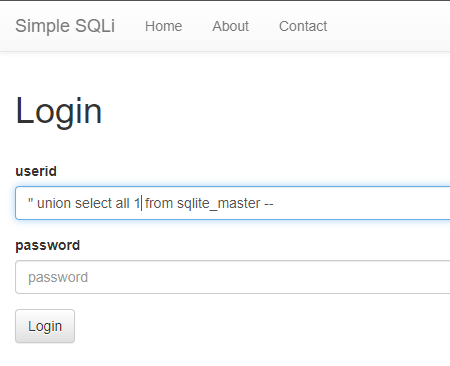 Simple SQLi Home About Contact
Login
userid
" union select all 1 from sqlite_master --
password
password
Login